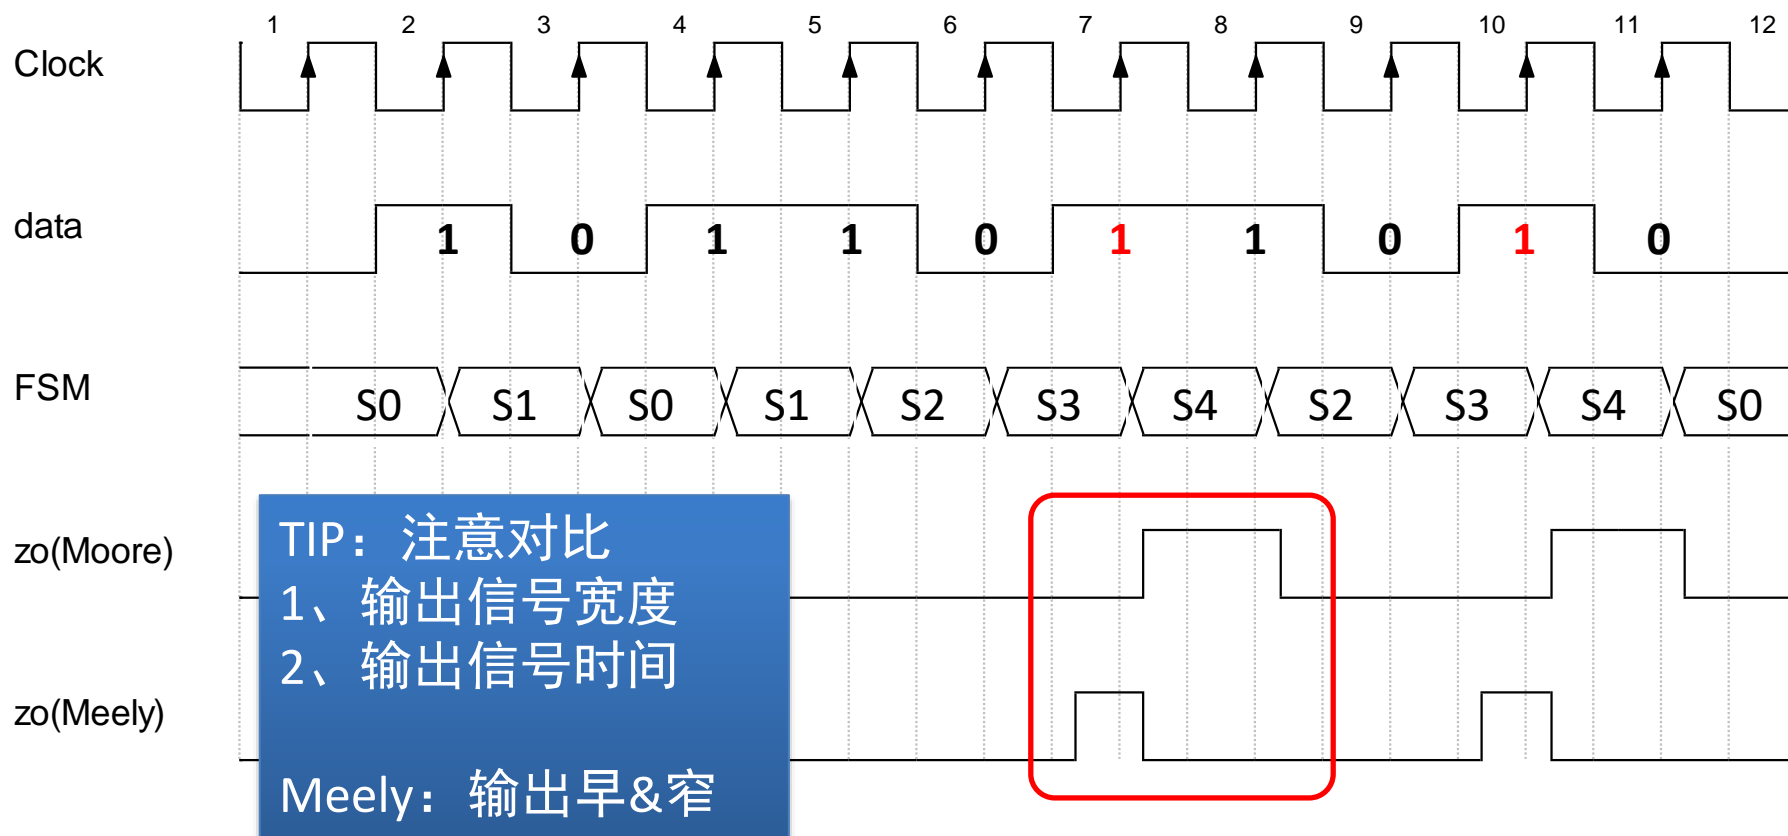 1 2 3 4 5 6 7 8 9 10 11 12
Clock
data
1 0 1 1 0 1 1 0 1 0
FSM
S0 S1 S0 S1 S2 S3 S4 S2 S3 S4 S0
zo(Moore)
zo(Meely)
TIP：注意对比
1、输出信号宽度
2、输出信号时间
Meely：输出早&窄